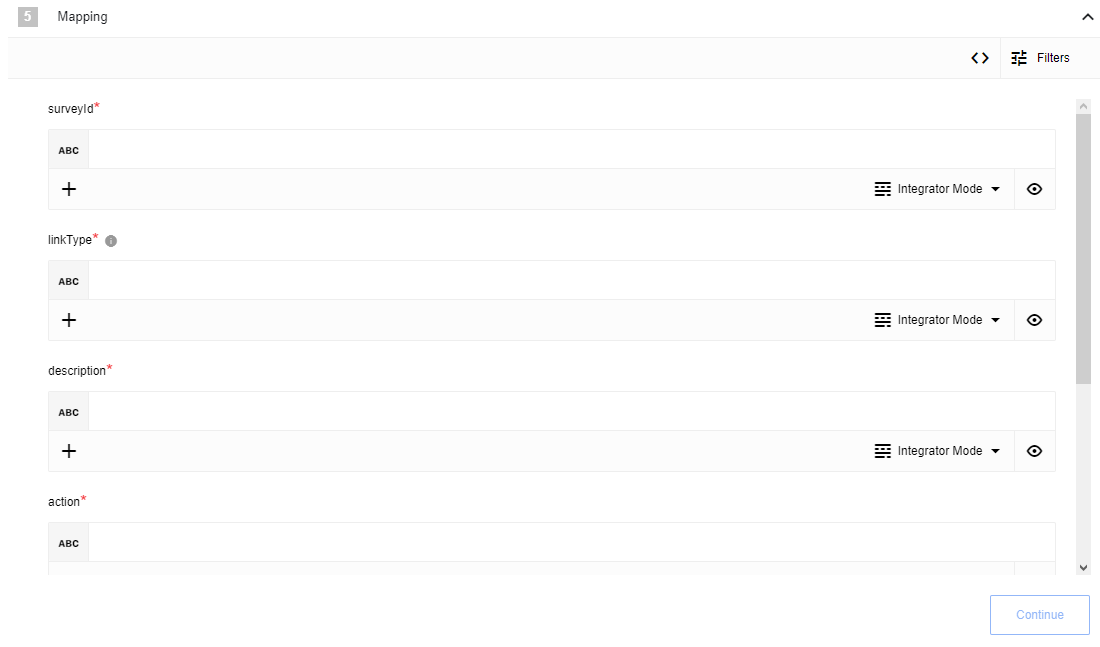 5 Mapping
Filters
surveyId*
ABC
Integrator Mode
linkType*
ABC
Integrator Mode
description*
ABC
Integrator Mode
action*
ABC
Continue